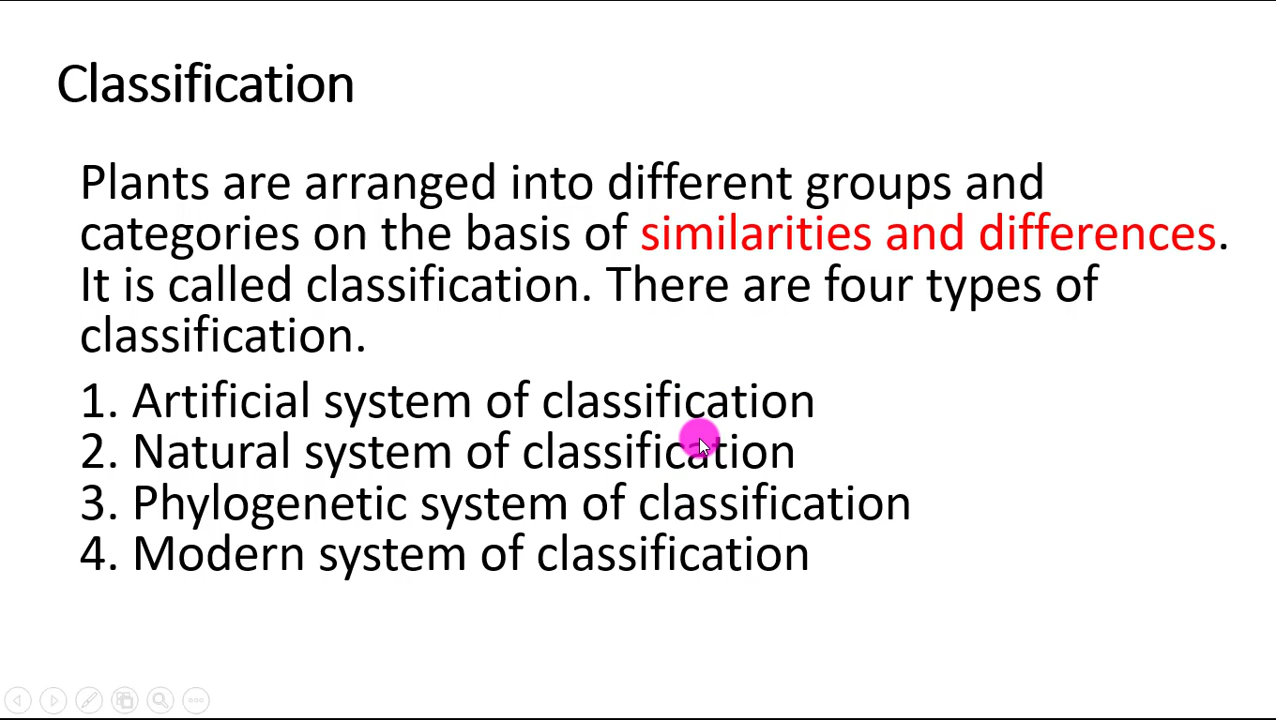 Classification
Plants are arranged into different groups and
categories on the basis of similarities and differences.
It is called classification. There are four types of
classification.
1. Artificial system of classification
2. Natural system of classification
3. Phylogenetic system of classification
4. Modern system of classification